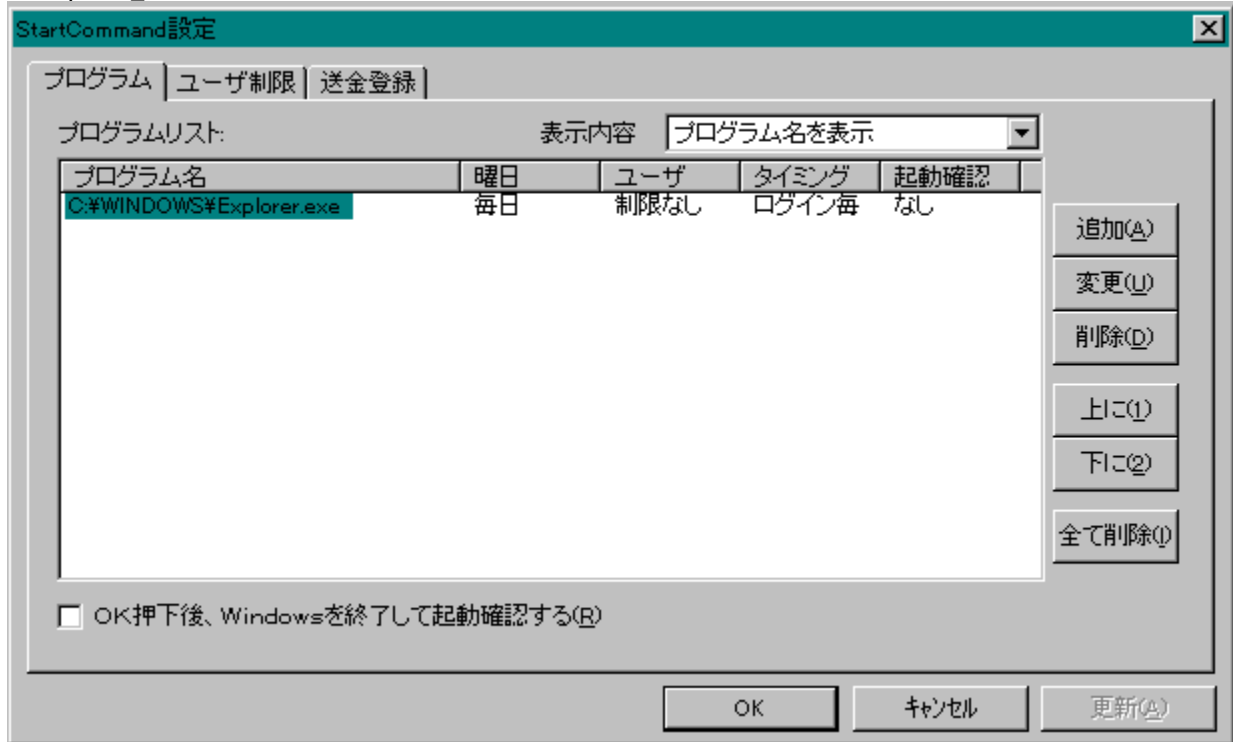 StartCommand設定
プログラム ユーザ制限 送金登録
プログラムリスト: 表示内容 プログラム名を表示
プログラム名 曜日 ユーザ タイミング 起動確認
C:¥WINDOWS¥Explorer.exe 毎日 制限なし ログイン毎 なし
追加(A)
変更(U)
削除(D)
上に(1)
下に(2)
全て削除(I)
OK押下後、Windowsを終了して起動確認する(R)
OK キャンセル 更新(A)